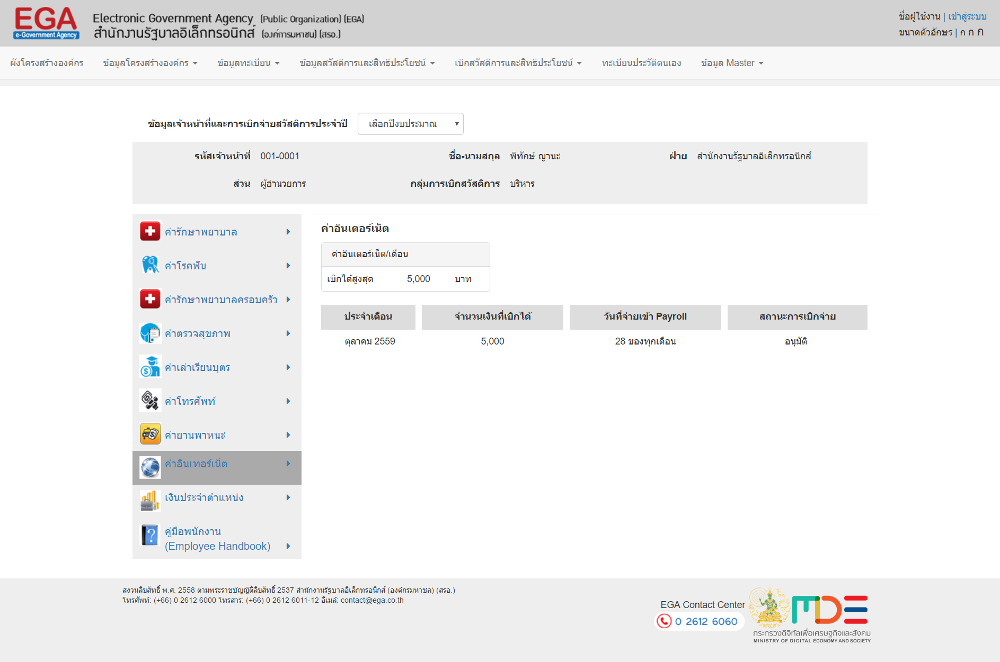 EGA
e-Government Agency
Electronic Government Agency (Public Organization) (EGA)
สำนักงานรัฐบาลอิเล็กทรอนิกส์ (องค์การมหาชน) (สรอ.)
ชื่อผู้ใช้งาน | เข้าสู่ระบบ
ขนาดตัวอักษร | ก ก ก
ผังโครงสร้างองค์กร ข้อมูลโครงสร้างองค์กร ข้อมูลทะเบียน ข้อมูลสวัสดิการและสิทธิประโยชน์ เบิกสวัสดิการและสิทธิประโยชน์ ทะเบียนประวัติตนเอง ข้อมูล Master
ข้อมูลเจ้าหน้าที่และการเบิกจ่ายสวัสดิการประจำปี เลือกปีงบประมาณ
รหัสเจ้าหน้าที่ 001-0001 ชื่อ-นามสกุล พิทักษ์ ญานะ ฝ่าย สำนักงานรัฐบาลอิเล็กทรอนิกส์
ส่วน ผู้อำนวยการ กลุ่มการเบิกสวัสดิการ บริหาร
ค่ารักษาพยาบาล
ค่าโรคฟัน
ค่ารักษาพยาบาลครอบครัว
ค่าตรวจสุขภาพ
ค่าเล่าเรียนบุตร
ค่าโทรศัพท์
ค่ายานพาหนะ
ค่าอินเทอร์เน็ต
เงินประจำตำแหน่ง
คู่มือพนักงาน
(Employee Handbook)
ค่าอินเตอร์เน็ต
ค่าอินเตอร์เน็ต/เดือน
เบิกได้สูงสุด 5,000 บาท
ประจำเดือน จำนวนเงินที่เบิกได้ วันที่จ่ายเข้า Payroll สถานะการเบิกจ่าย
ตุลาคม 2559 5,000 28 ของทุกเดือน อนุมัติ
สงวนลิขสิทธิ์ พ.ศ. 2558 ตามพระราชบัญญัติลิขสิทธิ์ 2537 สำนักงานรัฐบาลอิเล็กทรอนิกส์ (องค์กรมหาชล) (สรอ.)
โทรศัพท์: (+66) 0 2612 6000 โทรสาร: (+66) 0 2612 6011-12 อีเมล์: contact@ega.co.th
EGA Contact Center
0 2612 6060
MDE
กระทรวงดิจิทัลเพื่อเศรษฐกิจและสังคม
MINISTRY OF DIGITAL ECONOMY AND SOCIETY